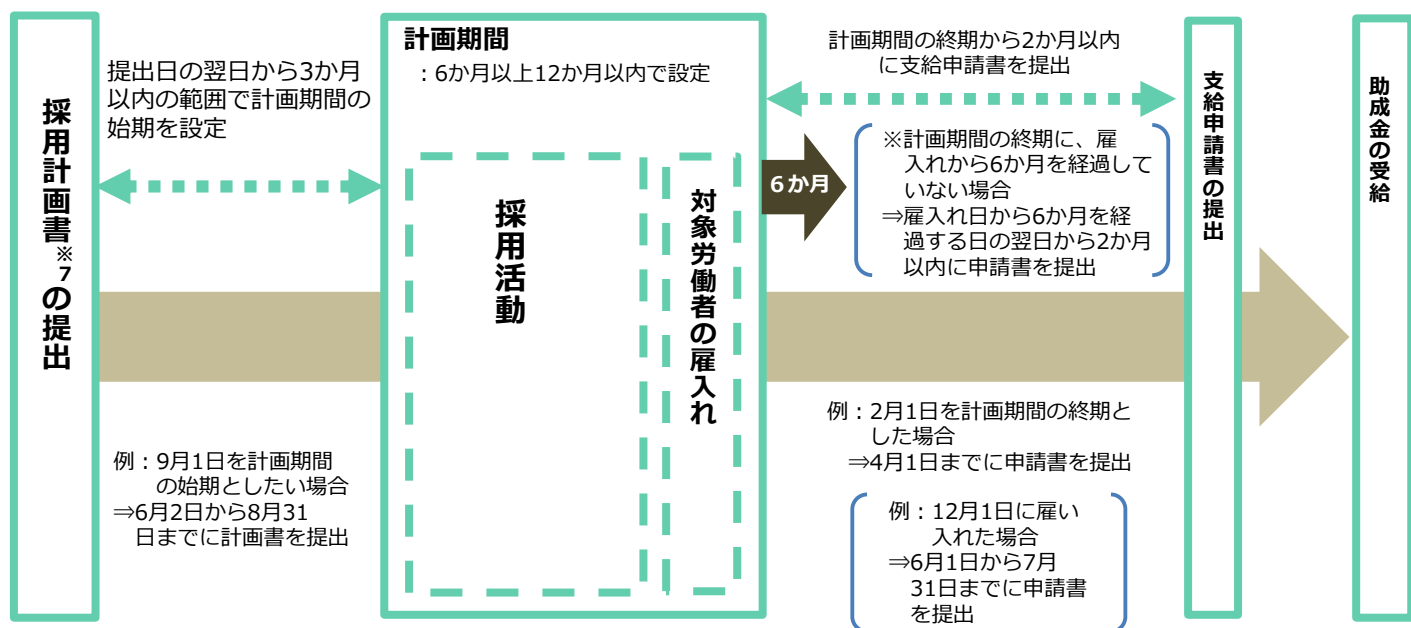 採用計画書※7の提出
提出日の翌日から3か月
以内の範囲で計画期間の
始期を設定
例：9月1日を計画期間
の始期としたい場合
⇒6月2日から8月31
日までに計画書を提出
計画期間
：6か月以上12か月以内で設定
採用活動
対象労働者の雇入れ
計画期間の終期から2か月以内
に支給申請書を提出
6か月
※計画期間の終期に、雇
入れから6か月を経過して
いない場合
⇒雇入れ日から6か月を経
過する日の翌日から2か月
以内に申請書を提出
例：2月1日を計画期間の終期と
した場合
⇒4月1日までに申請書を提出
例：12月1日に雇い
入れた場合
⇒6月1日から7月
31日までに申請書
を提出
支給申請書の提出
助成金の受給